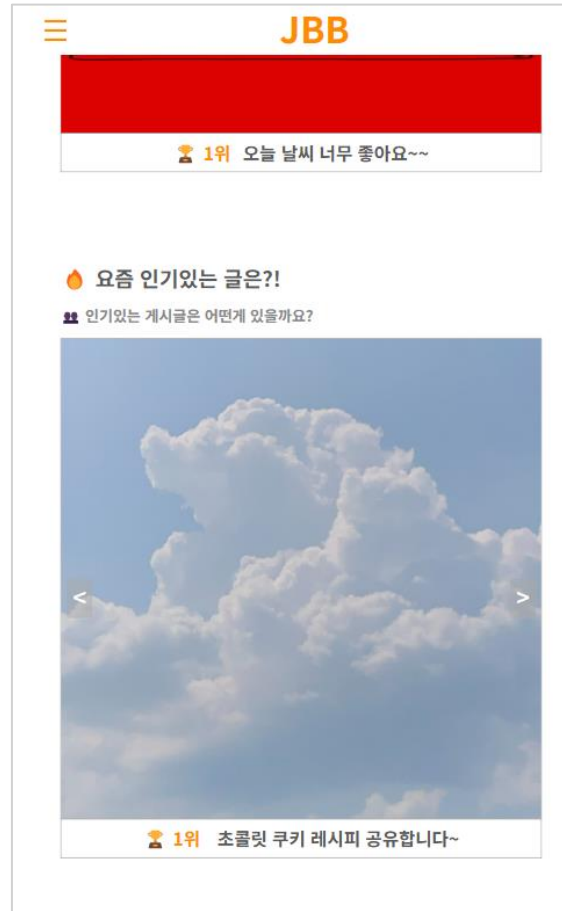 JBB
1위 오늘 날씨 너무 좋아요~~
요즘 인기있는 글은?!
인기있는 게시글은 어떤게 있을까요?
<
>
1위 초콜릿 쿠키 레시피 공유합니다~